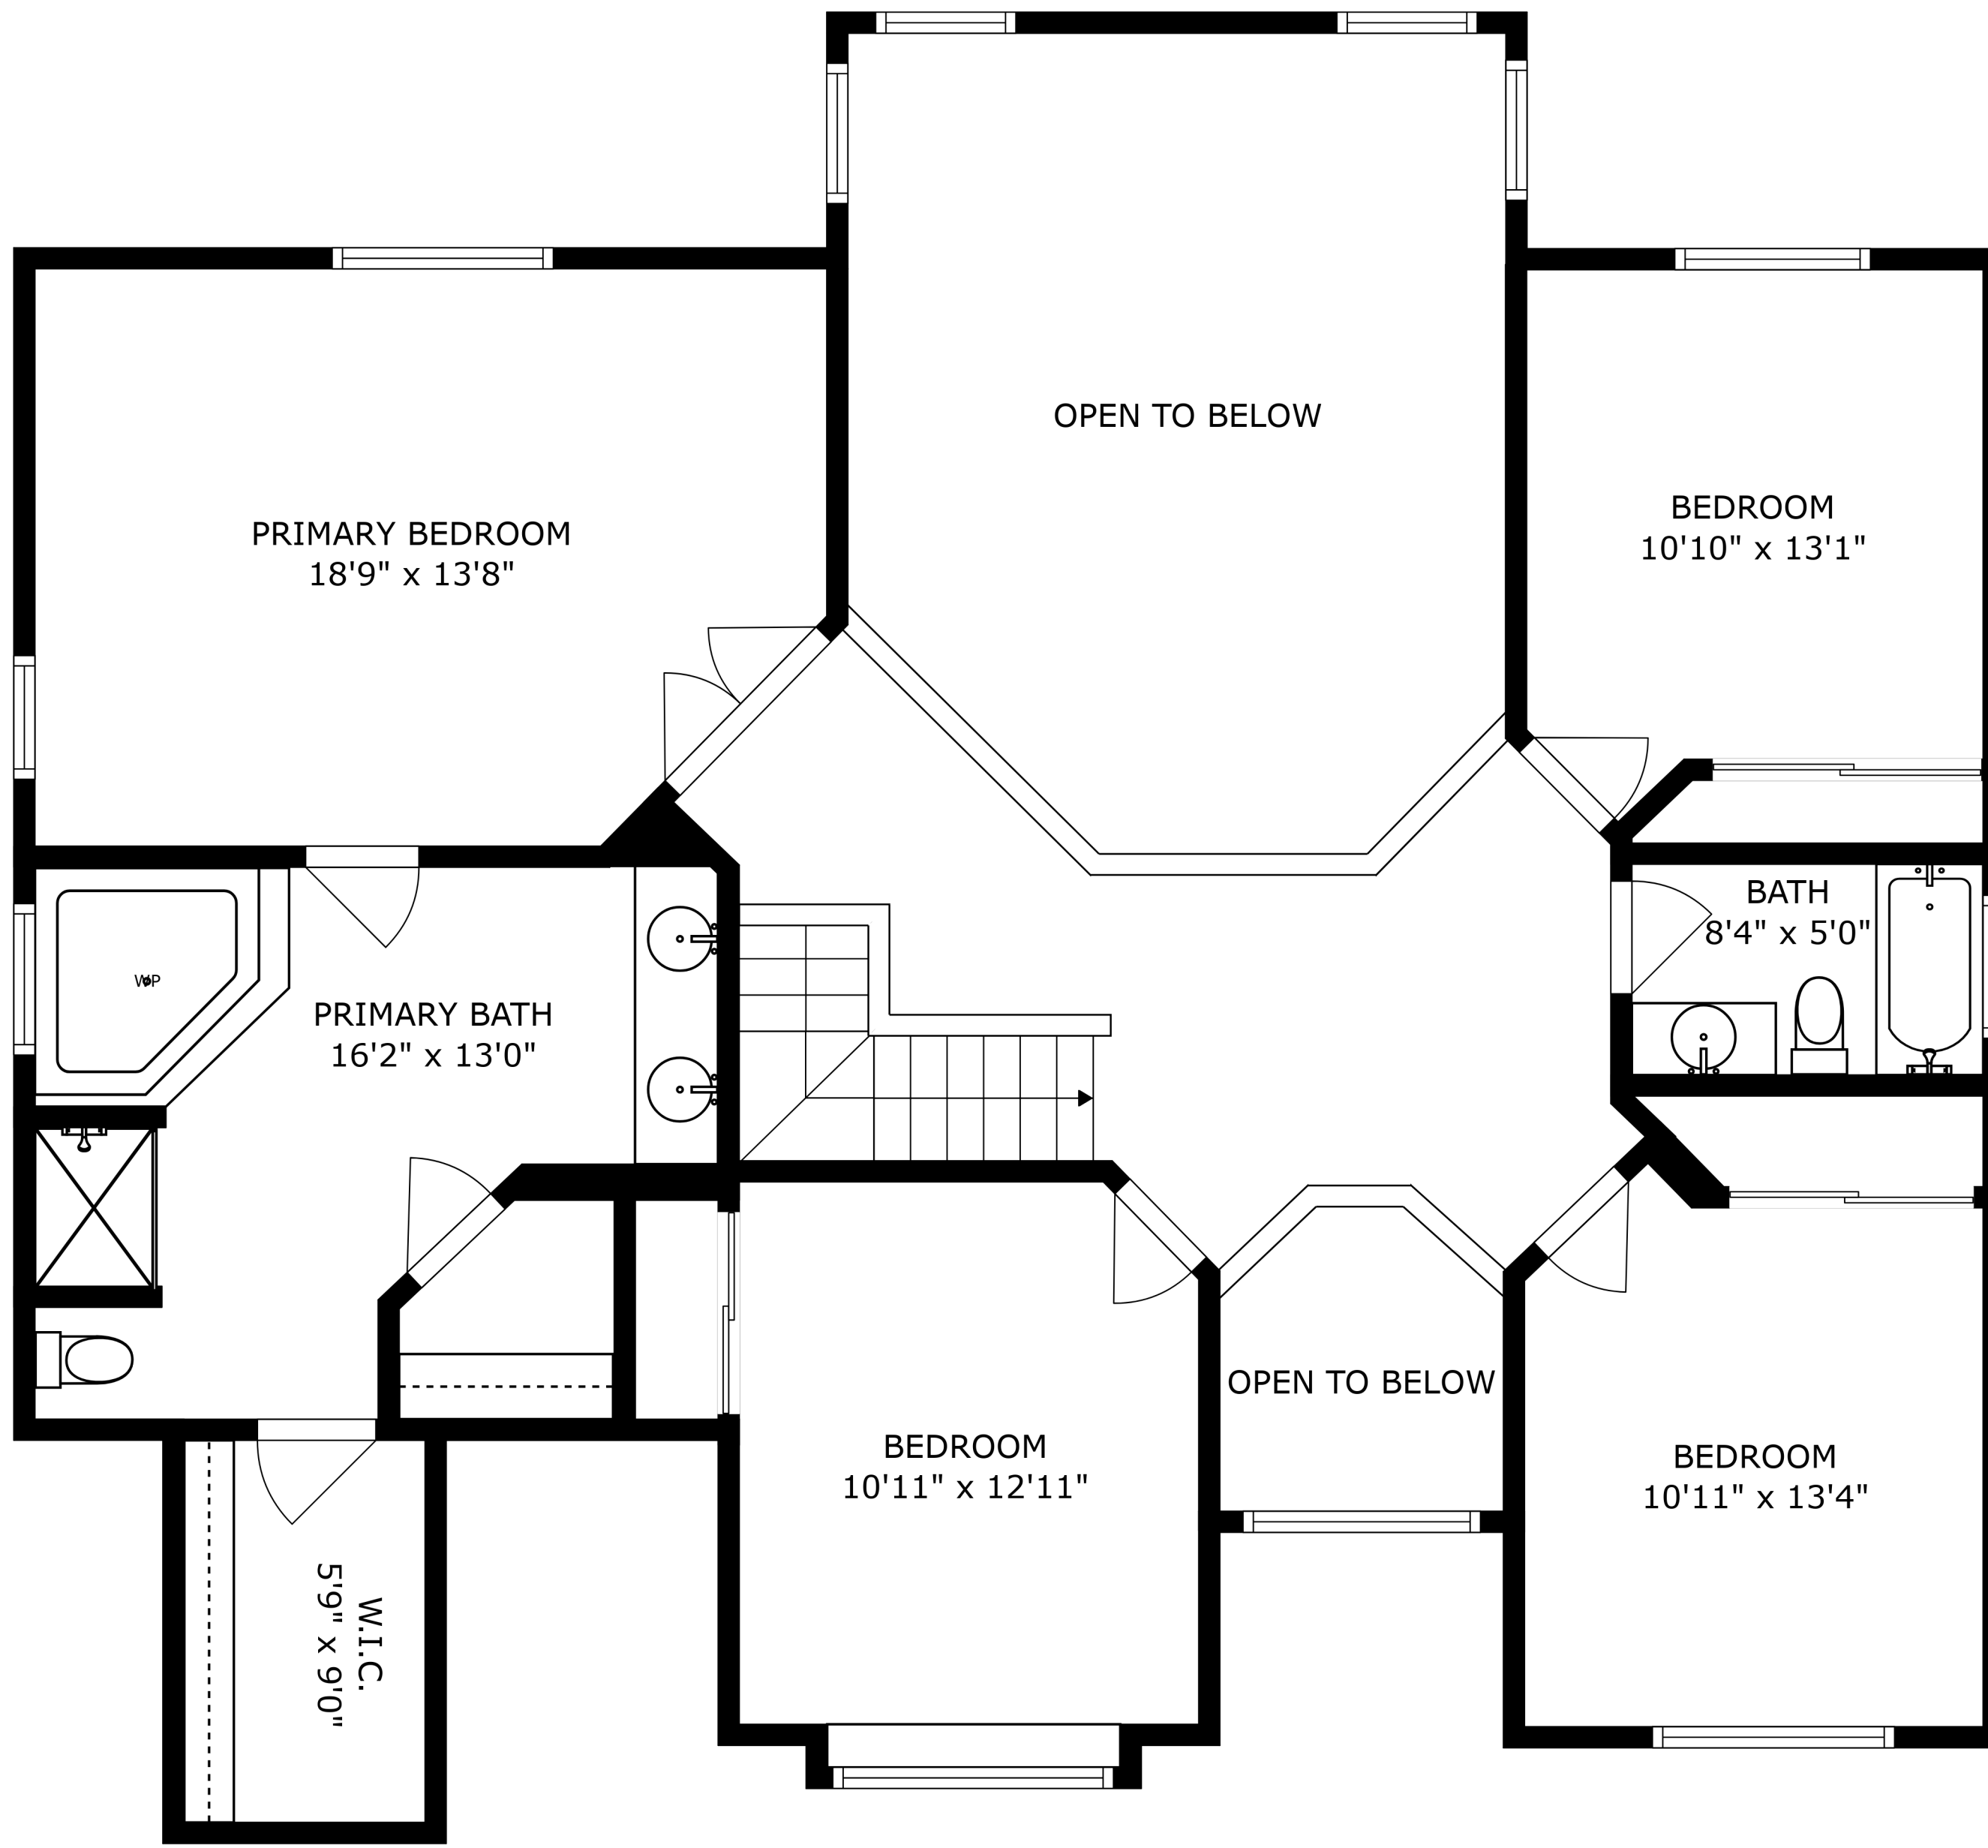 OPEN TO BELOW
PRIMARY BEDROOM
18'9" x 13'8"
BEDROOM
10'10" x 13'1"
BATH
8'4" x 5'0"
WP
PRIMARY BATH
16'2" x 13'0"
OPEN TO BELOW
BEDROOM
10'11" x 12'11"
BEDROOM
10'11" x 13'4"
W.I.C.
5'9" x 9'0"